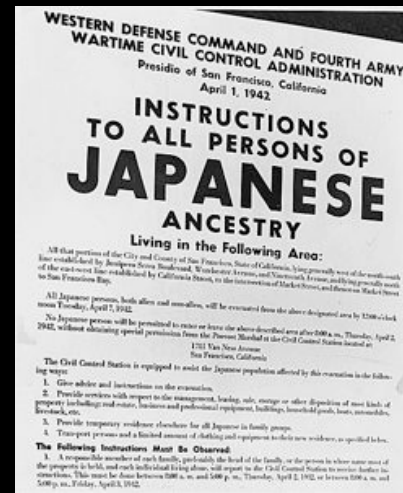 WESTERN DEFENSE COMMAND AND FOURTH ARMY
WARTIME CIVIL CONTROL ADMINISTRATION
Presidio of San Francisco, California
April 1, 1942
INSTRUCTIONS
TO ALL PERSONS OF
JAPANESE
ANCESTRY
Living in the Following Area:
All that portion of the City and County of San Francisco, State of California, lying generally west of the north-south
line established by Junipero Serra Boulevard, Worchester Avenue, and Nineteenth Avenue, and lying generally north
of the east-west line established by California Street, to the intersection of Market Street, and thence on Market Street
to San Francisco Bay.
All Japanese persons, both alien and non-alien, will be evacuated from the above designated area by 12:00 o'clock
noon Tuesday, April 7, 1942.
No Japanese person will be permitted to enter or leave the above described area after 8:00 a. m., Thursday, April 2,
1942, without obtaining special permission from the Provost Marshal at the Civil Control Station located at:
1701 Van Ness Avenue
San Francisco, California
The Civil Control Station is equipped to assist the Japanese population affected by this evacuation in the follow-
ing ways:
1. Give advice and instructions on the evacuation.
2. Provide services with respect to the management, leasing, sale, storage or other disposition of most kinds of
property including: real estate, business and professional equipment, buildings, household goods, boats, automobiles,
livestock, etc.
3. Provide temporary residence elsewhere for all Japanese in family groups.
4. Transport persons and a limited amount of clothing and equipment to their new residence, as specified below.
The Following Instructions Must Be Observed:
1. A responsible member of each family, preferably the head of the family, or the person in whose name most of
the property is held, and each individual living alone, will report to the Civil Control Station to receive further in-
structions. This must be done between 8:00 a. m. and 5:00 p. m., Thursday, April 2, 1942, or between 8:00 a. m. and
5:00 p. m., Friday, April 3, 1942.